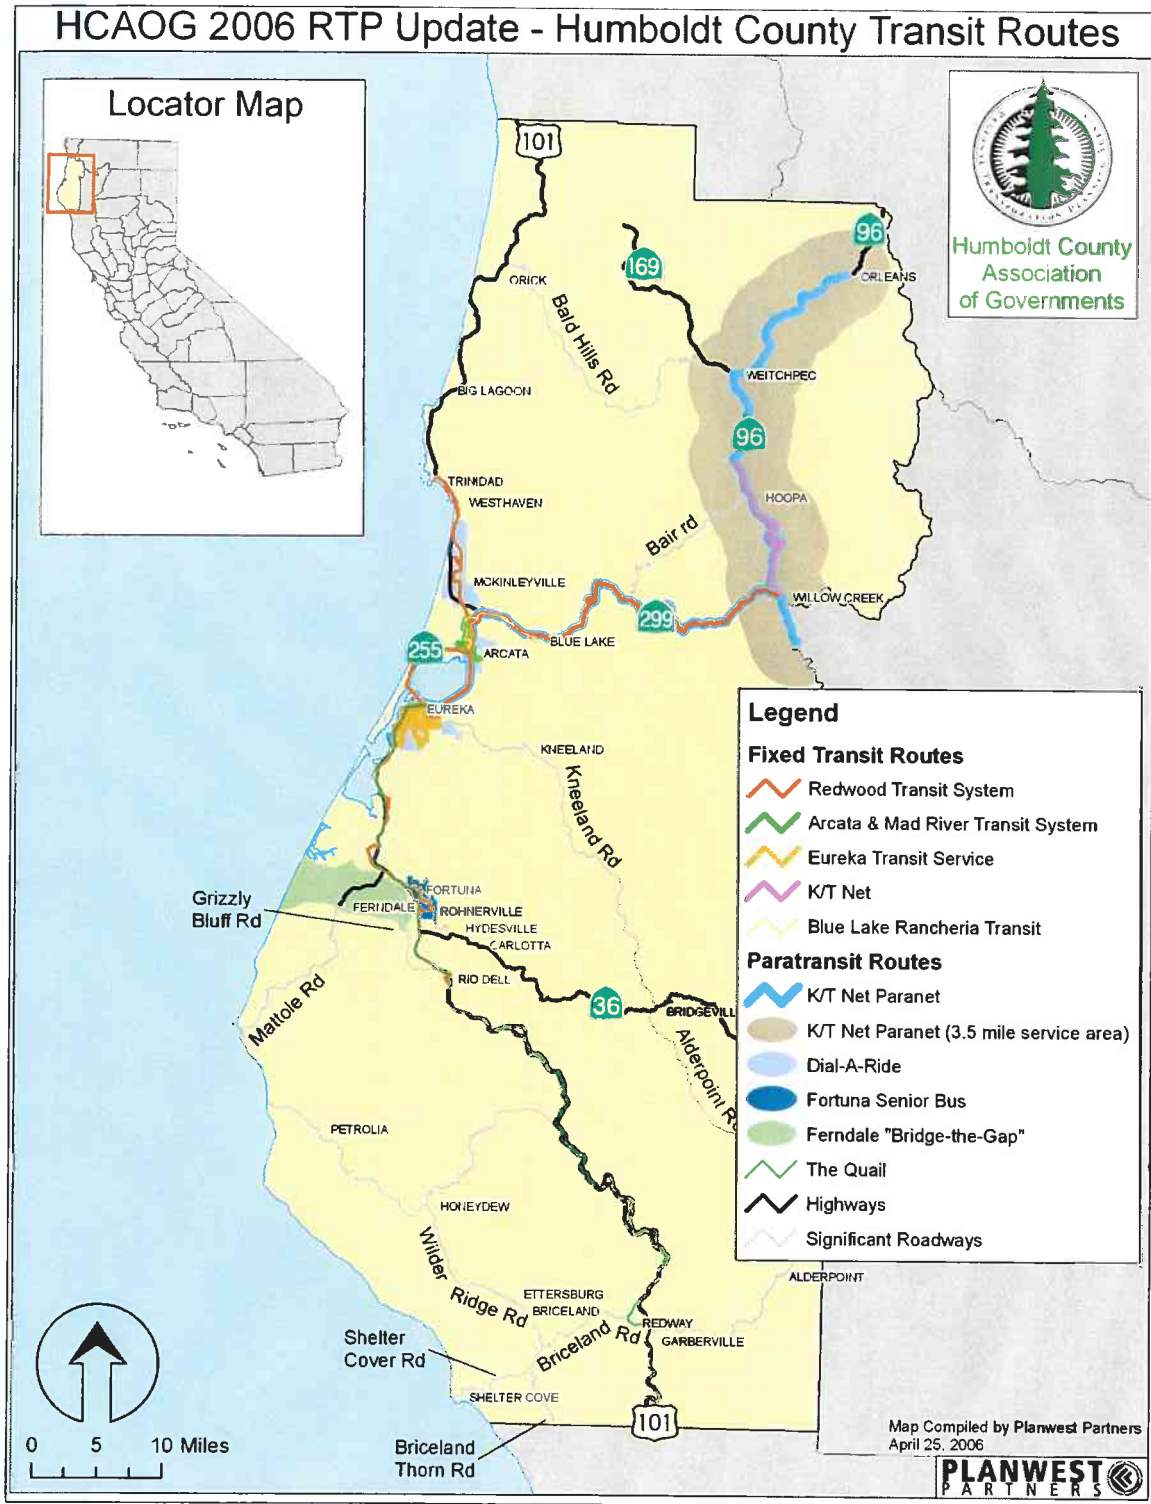 HCAOG 2006 RTP Update - Humboldt County Transit Routes
Locator Map
101
96
169
Humboldt County
Association
of Governments
ORICK
ORLEANS
Bald Hills Rd
WEITCHPEC
BIG LAGOON
96
TRINIDAD
WESTHAVEN
HOOPA
Bair rd
MCKINLEYVILLE
WILLOW CREEK
299
BLUE LAKE
255
ARCATA
EUREKA
KNEELAND
Kneeland Rd
Legend
Fixed Transit Routes
Redwood Transit System
Arcata & Mad River Transit System
Eureka Transit Service
K/T Net
Blue Lake Rancheria Transit
Paratransit Routes
K/T Net Paranet
K/T Net Paranet (3.5 mile service area)
Dial-A-Ride
Fortuna Senior Bus
Ferndale "Bridge-the-Gap"
The Quail
Highways
Significant Roadways
Grizzly
Bluff Rd
FORTUNA
FERNDALE
ROHNERVILLE
HYDESVILLE
CARLOTTA
RIO DELL
Mattole Rd
36
BRIDGEVILL
Alderpoint Rd
PETROLIA
HONEYDEW
Wilder
Ridge Rd
ETTERSBURG
BRICELAND
ALDERPOINT
Briceland Rd
REDWAY
GARBERVILLE
Shelter
Cover Rd
SHELTER COVE
101
Briceland
Thorn Rd
0 5 10 Miles
Map Compiled by Planwest Partners
April 25, 2006
PLANWEST
PARTNERS